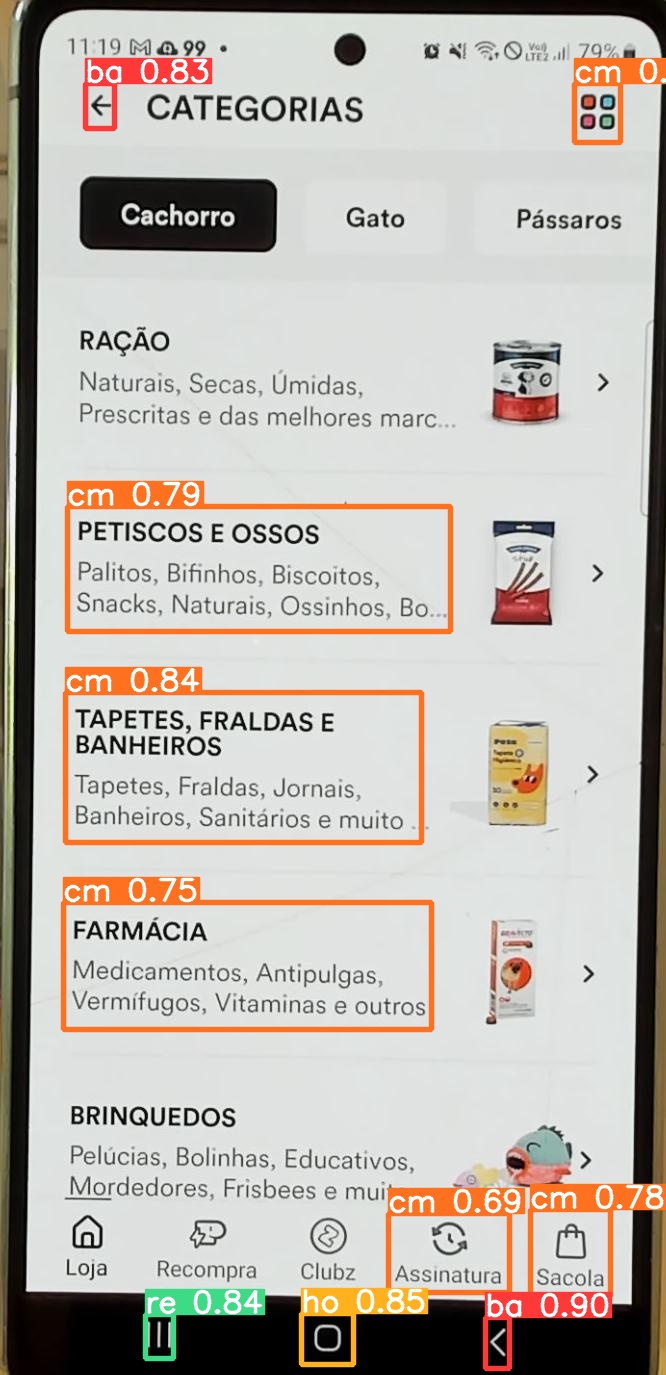 11:19 99 Vo)) LTE2 79%
ba 0.83
cm 0.
CATEGORIAS
Cachorro Gato Pássaros
RAÇÃO
Naturais, Secas, Úmidas,
Prescritas e das melhores marc...
cm 0.79
PETISCOS E OSSOS
Palitos, Bifinhos, Biscoitos,
Snacks, Naturais, Ossinhos, Bo...
cm 0.84
TAPETES, FRALDAS E
BANHEIROS
Tapetes, Fraldas, Jornais,
Banheiros, Sanitários e muito ...
cm 0.75
FARMÁCIA
Medicamentos, Antipulgas,
Vermífugos, Vitaminas e outros
BRINQUEDOS
Pelúcias, Bolinhas, Educativos,
Mordedores, Frisbees e muit
cm 0.69 cm 0.78
Loja Recompra Clubz Assinatura Sacola
re 0.84 ho 0.85 ba 0.90